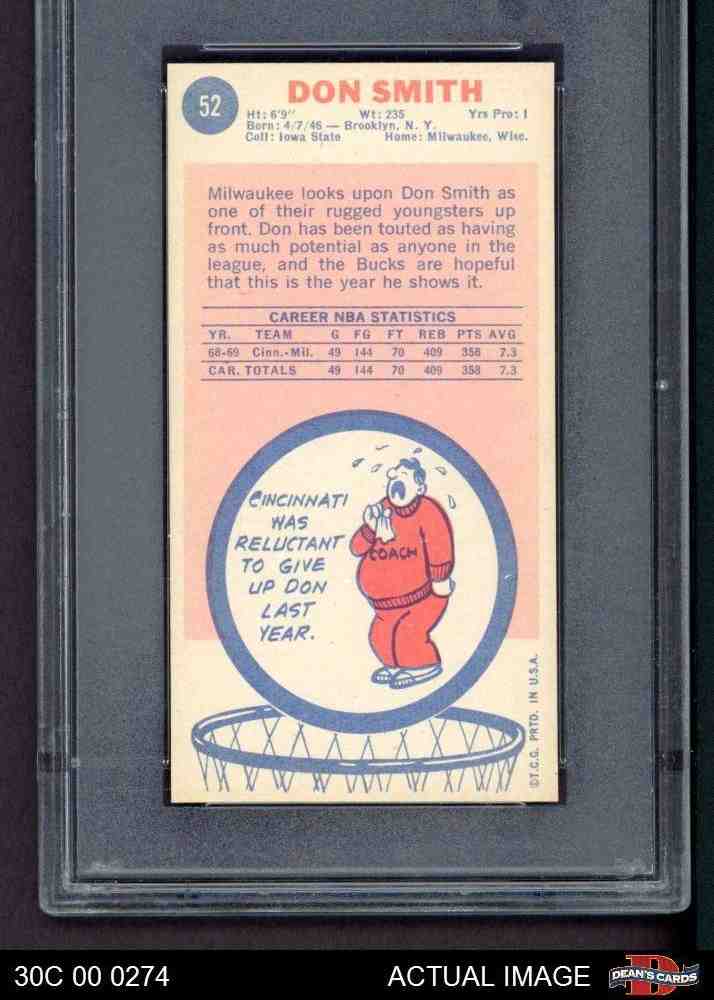 52
DON SMITH
Ht: 6'9" Wt: 235 Yrs Pro: 1
Born: 4/7/46 — Brooklyn, N. Y.
Coll: Iowa State Home: Milwaukee, Wisc.
Milwaukee looks upon Don Smith as
one of their rugged youngsters up
front. Don has been touted as having
as much potential as anyone in the
league, and the Bucks are hopeful
that this is the year he shows it.
CAREER NBA STATISTICS
YR. TEAM G FG FT REB PTS AVG
68-69 Cinn.-Mil. 49 144 70 409 358 7.3
CAR. TOTALS 49 144 70 409 358 7.3
CINCINNATI
WAS
RELUCTANT
TO GIVE
UP DON
LAST
YEAR.
COACH
©T.C.G. PRTD. IN U.S.A.
30C 00 0274 ACTUAL IMAGE
D
DEAN'S CARDS